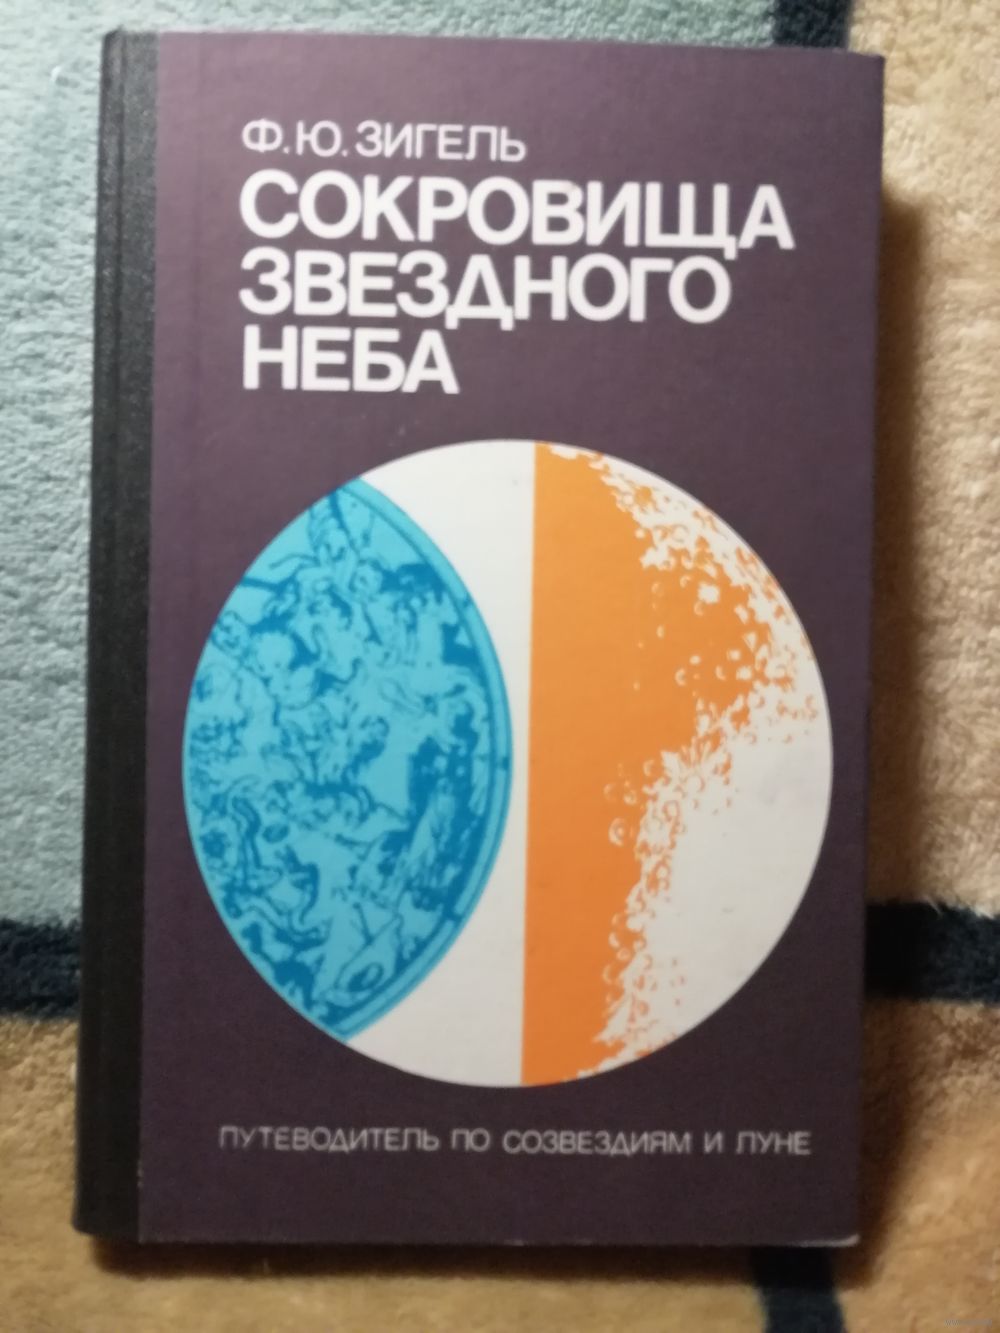 Ф.Ю. ЗИГЕЛЬ
СОКРОВИЩА
ЗВЕЗДНОГО
НЕБА
ПУТЕВОДИТЕЛЬ ПО СОЗВЕЗДИЯМ И ЛУНЕ